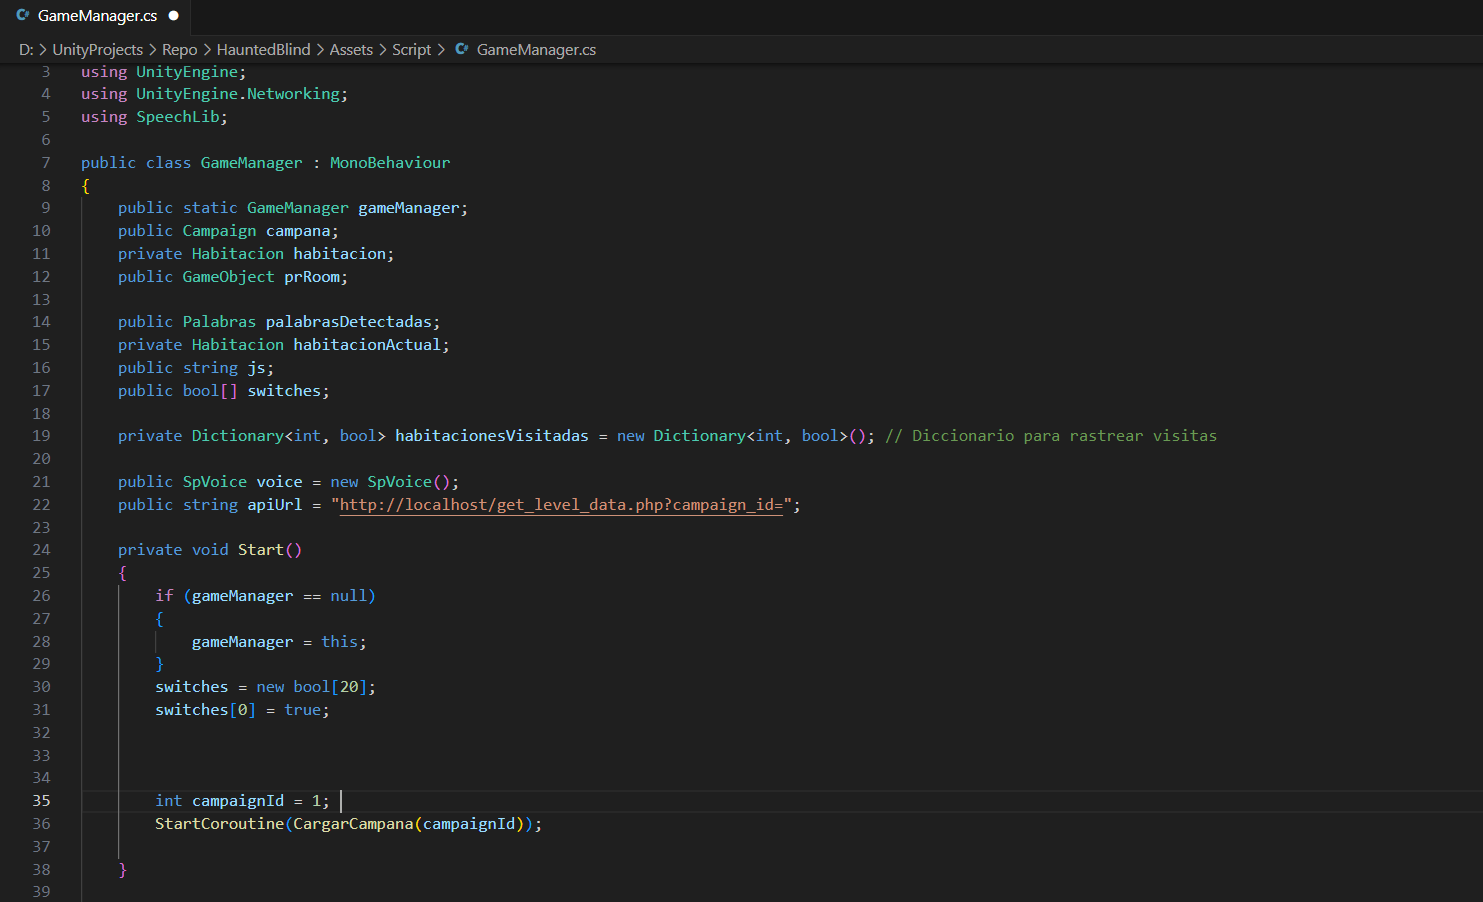 GameManager.cs
D: > UnityProjects > Repo > HauntedBlind > Assets > Script > GameManager.cs
3 using UnityEngine;
4 using UnityEngine.Networking;
5 using SpeechLib;
6
7 public class GameManager : MonoBehaviour
8 {
9 public static GameManager gameManager;
10 public Campaign campana;
11 private Habitacion habitacion;
12 public GameObject prRoom;
13
14 public Palabras palabrasDetectadas;
15 private Habitacion habitacionActual;
16 public string js;
17 public bool[] switches;
18
19 private Dictionary<int, bool> habitacionesVisitadas = new Dictionary<int, bool>(); // Diccionario para rastrear visitas
20
21 public SpVoice voice = new SpVoice();
22 public string apiUrl = "http://localhost/get_level_data.php?campaign_id=";
23
24 private void Start()
25 {
26 if (gameManager == null)
27 {
28 gameManager = this;
29 }
30 switches = new bool[20];
31 switches[0] = true;
32
33
34
35 int campaignId = 1;
36 StartCoroutine(CargarCampana(campaignId));
37
38 }
39